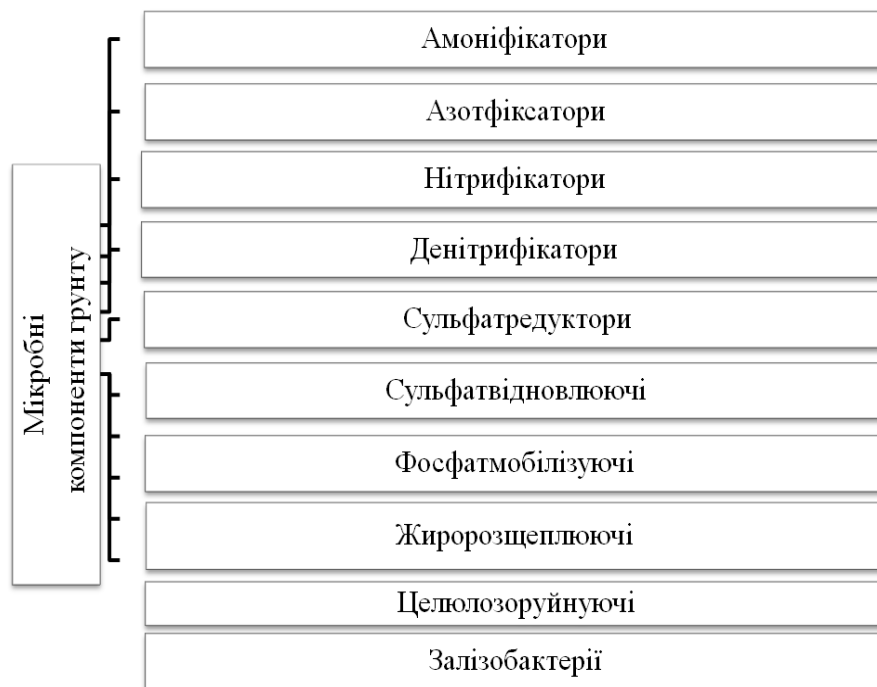 Мікробні
компоненти грунту
Амоніфікатори
Азотфіксатори
Нітрифікатори
Денітрифікатори
Сульфатредуктори
Сульфатвідновлюючі
Фосфатмобілізуючі
Жиророзщеплюючі
Целюлозоруйнуючі
Залізобактерії